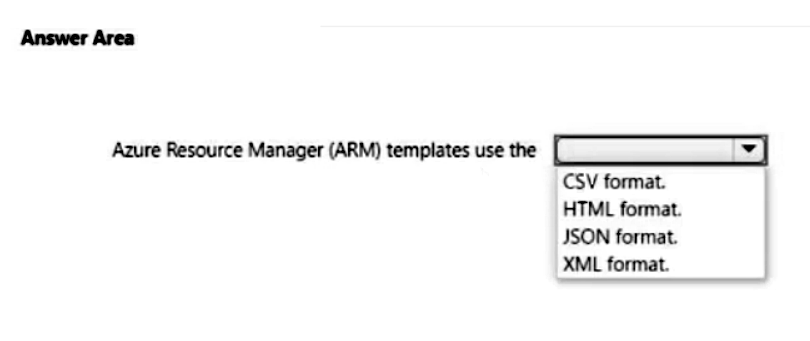 Answer Area
Azure Resource Manager (ARM) templates use the
CSV format.
HTML format.
JSON format.
XML format.